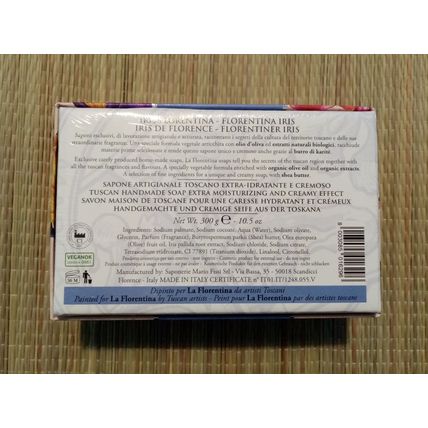 IRIS FIORENTINA - FLORENTINA IRIS
IRIS DE FLORENCE - FLORENTINER IRIS
Saponi esclusivi, di lavorazione artigianale e accurata, raccontano i segreti della cultura del territorio toscano e delle sue
straordinarie fragranze. Una speciale formula vegetale arricchita con olio d'oliva ed estratti naturali biologici, racchiude
materie prime selezionate e rende questo sapone unico e cremoso anche grazie al burro di karitè.
Exclusive carefy produced home-made soaps, La Florentina soaps tell you the secrets of the tuscan region together with
all the tuscan fragrances and flavours. A specially vegetable formula enriched with organic olive oil and organic extracts.
A selection of fine ingredients for a unique and creamy soap, with shea butter.
SAPONE ARTIGIANALE TOSCANO EXTRA-IDRATANTE E CREMOSO
TUSCAN HANDMADE SOAP EXTRA MOISTURIZING AND CREAMY EFFECT
SAVON MAISON DE TOSCANE POUR UNE CARESSE HYDRATANT ET CRÉMEUX
HANDGEMACHTE UND CREMIGE SEIFE AUS DER TOSKANA
Net Wt. 300 g e - 10.5 oz.
Ingredients: Sodium palmate, Sodium cocoate, Aqua (Water), Sodium olivate,
Glycerin, Parfum (Fragrance), Butyrospermum parkii (Shea) butter, Olea europaea
(Olive) fruit oil, Iris pallida root extract, Sodium chloride, Sodium citrate,
Tetrasodium etidronate, CI 77891 (Titanium dioxide), Linalool, Citronellol.
VEGANOK
Manufactured by: Saponerie Mario Fissi Srl - Via Bassa, 35 - 50018 Scandicci
Florence - Italy MADE IN ITALY CERTIFICATE n° IT01.IT/1248.055.V
Dipinto per La Florentina da artisti Toscani
Painted for La Florentina by Tuscan artists - Peint pour La Florentina par des artistes toscans